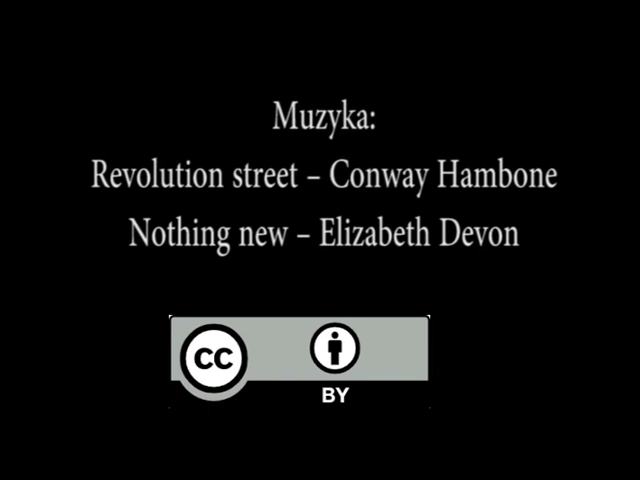 Muzyka:
Revolution street – Conway Hambone
Nothing new – Elizabeth Devon
cc
BY